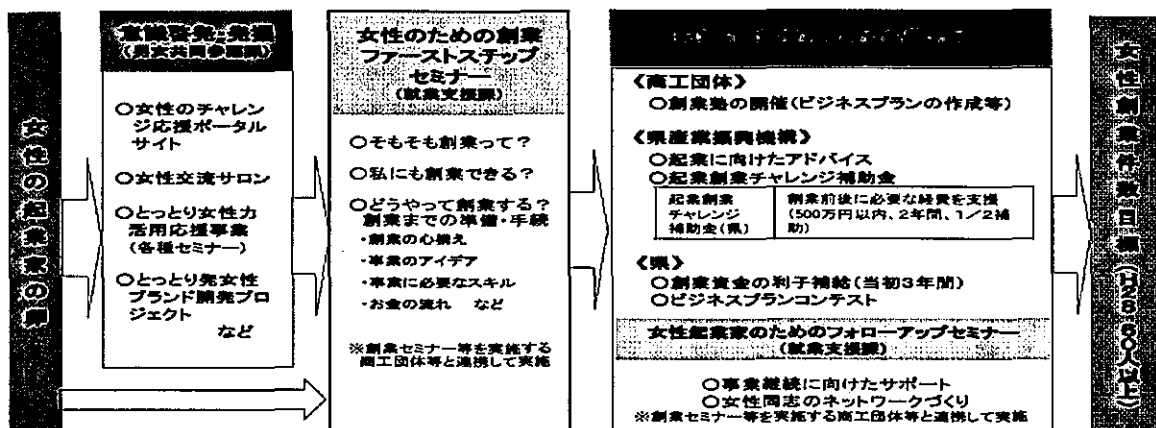 女性の起業家の
意識啓発・発掘
(男女共同参画課)
○女性のチャレン
ジ応援ポータル
サイト
○女性交流サロン
○とっとり女性力
活用応援事業
(各種セミナー)
○とっとり発女性
ブランド開発プロ
ジェクト
など
女性のための創業
ファーストステップ
セミナー
(就業支援課)
○そもそも創業って?
○私にも創業できる?
○どうやって創業する?
創業までの準備・手続
・創業の心構え
・事業のアイデア
・事業に必要なスキル
・お金の流れ など
※創業セミナー等を実施する
商工団体等と連携して実施
《商工団体》
○創業塾の開催(ビジネスプランの作成等)
《県産業振興機構》
○起業に向けたアドバイス
○起業創業チャレンジ補助金
起業創業
チャレンジ
補助金(県)
創業前後に必要な経費を支援
(500万円以内、2年間、1/2補
助)
《県》
○創業資金の利子補給(当初3年間)
○ビジネスプランコンテスト
女性起業家のためのフォローアップセミナー
(就業支援課)
○事業継続に向けたサポート
○女性同志のネットワークづくり
※創業セミナー等を実施する商工団体等と連携して実施
女性創業件数目標(H28:60人以上)